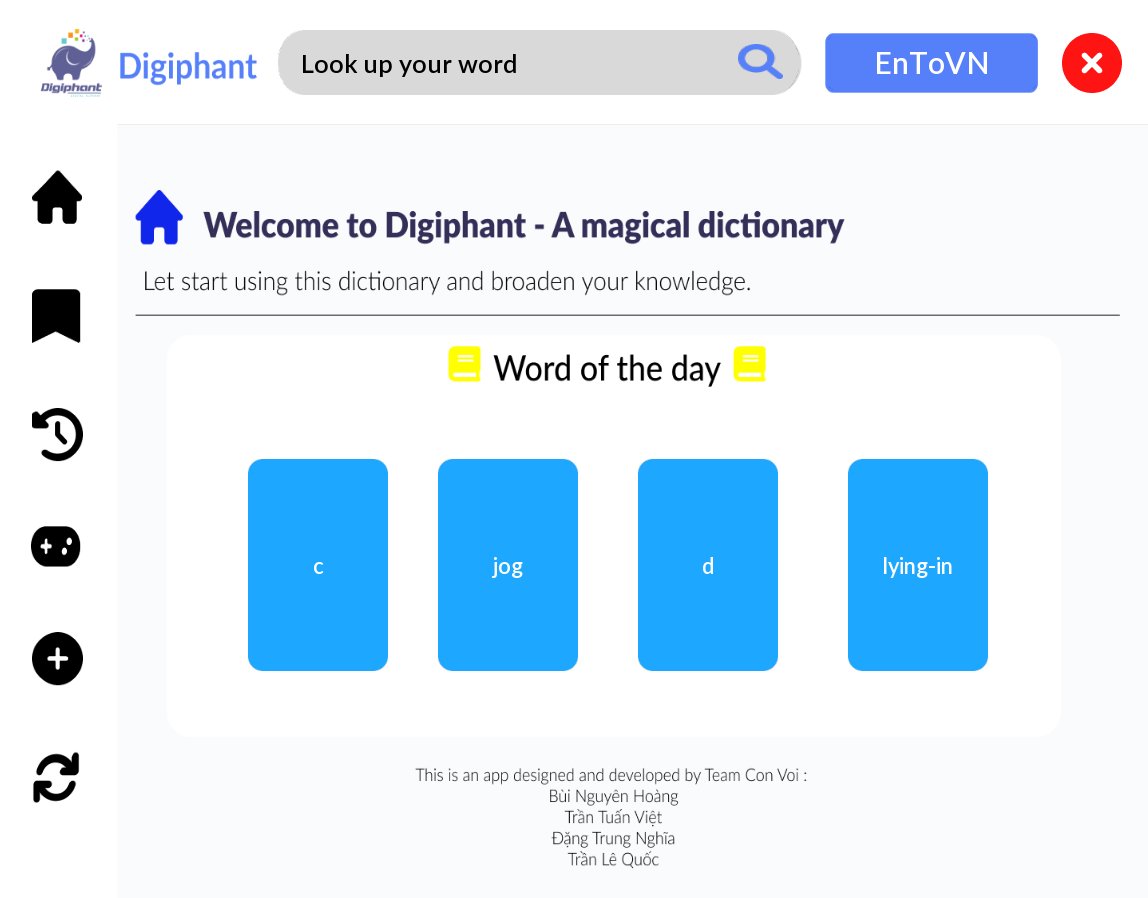 Digiphant
Digiphant
Look up your word
EnToVN
Welcome to Digiphant - A magical dictionary
Let start using this dictionary and broaden your knowledge.
Word of the day
c
jog
d
lying-in
This is an app designed and developed by Team Con Voi :
Bùi Nguyên Hoàng
Trần Tuấn Việt
Đặng Trung Nghĩa
Trần Lê Quốc